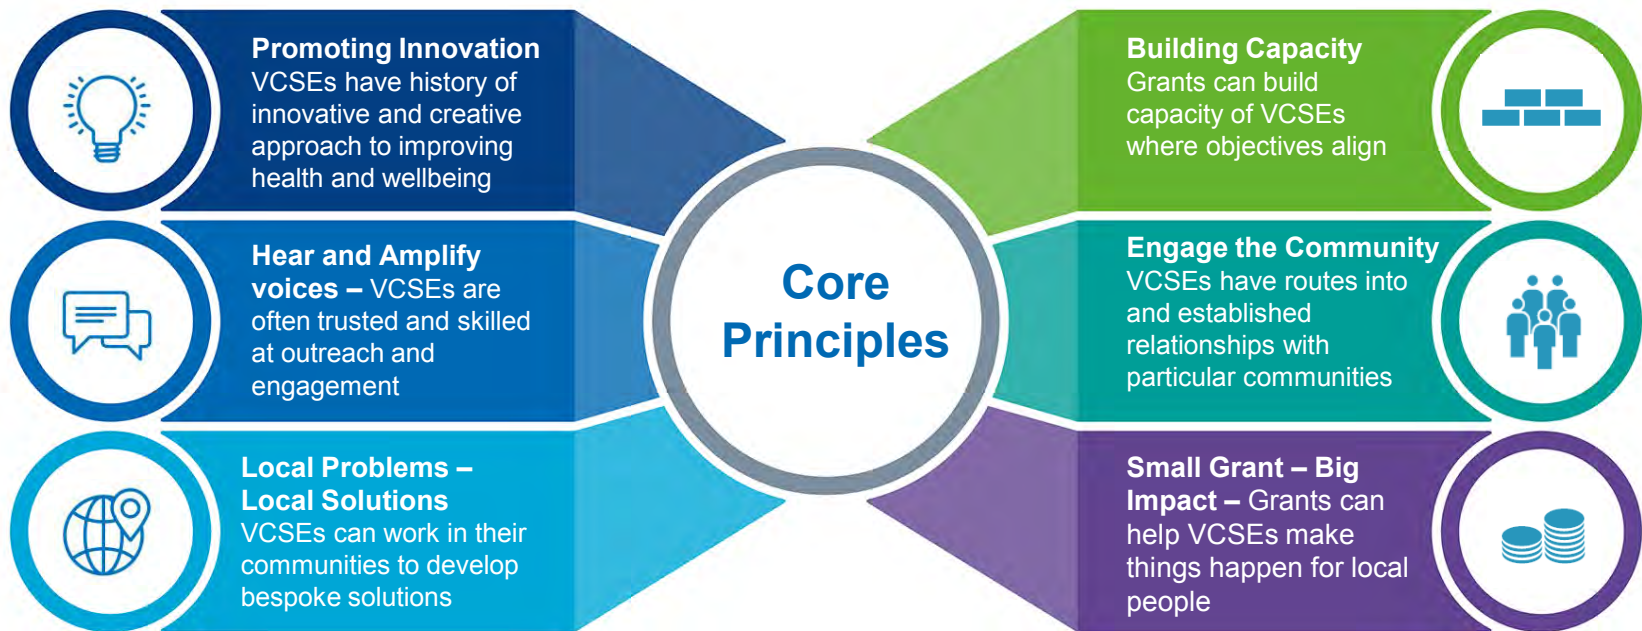 Promoting Innovation
VCSEs have history of
innovative and creative
approach to improving
health and wellbeing
Hear and Amplify
voices – VCSEs are
often trusted and skilled
at outreach and
engagement
Local Problems –
Local Solutions
VCSEs can work in their
communities to develop
bespoke solutions
Core
Principles
Building Capacity
Grants can build
capacity of VCSEs
where objectives align
Engage the Community
VCSEs have routes into
and established
relationships with
particular communities
Small Grant – Big
Impact – Grants can
help VCSEs make
things happen for local
people